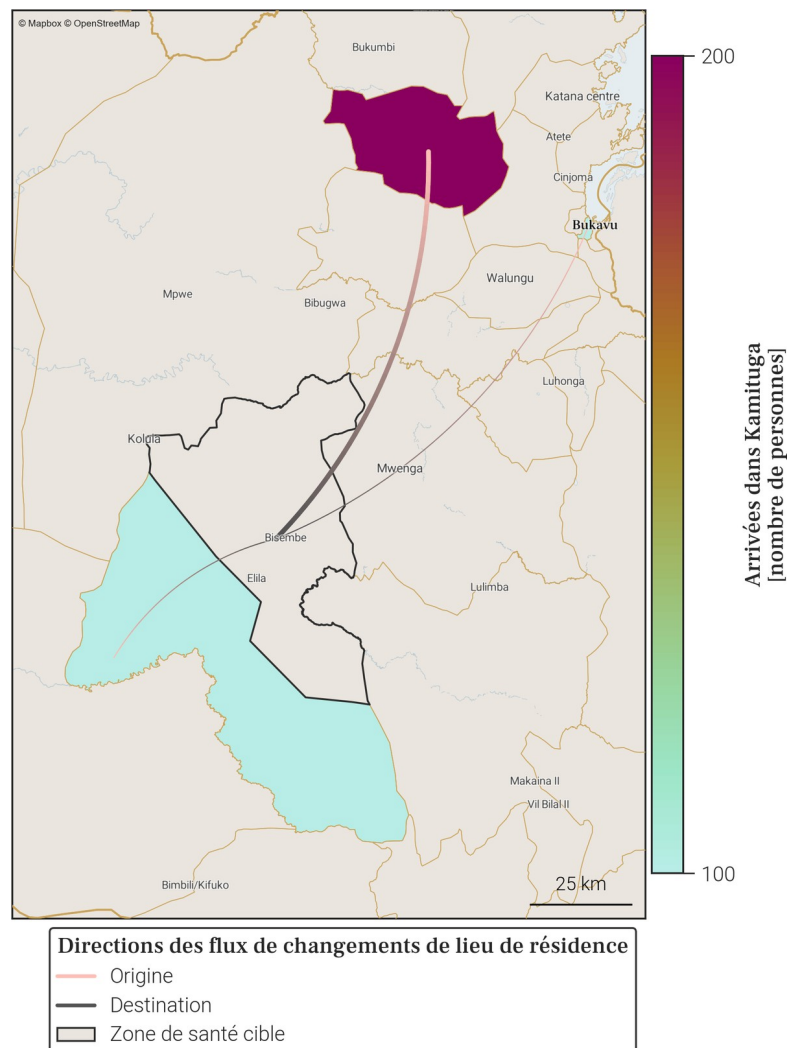 © Mapbox © OpenStreetMap
Bukumbi
Katana centre
Atete
Cinjoma
Bukavu
Walungu
Mpwe
Bibugwa
Luhonga
Kolula
Mwenga
Bisembe
Elila
Lulimba
Makaina II
Vil Bilal II
Bimbili/Kifuko
25 km
200
100
Arrivées dans Kamituga
[nombre de personnes]
Directions des flux de changements de lieu de résidence
Origine
Destination
Zone de santé cible